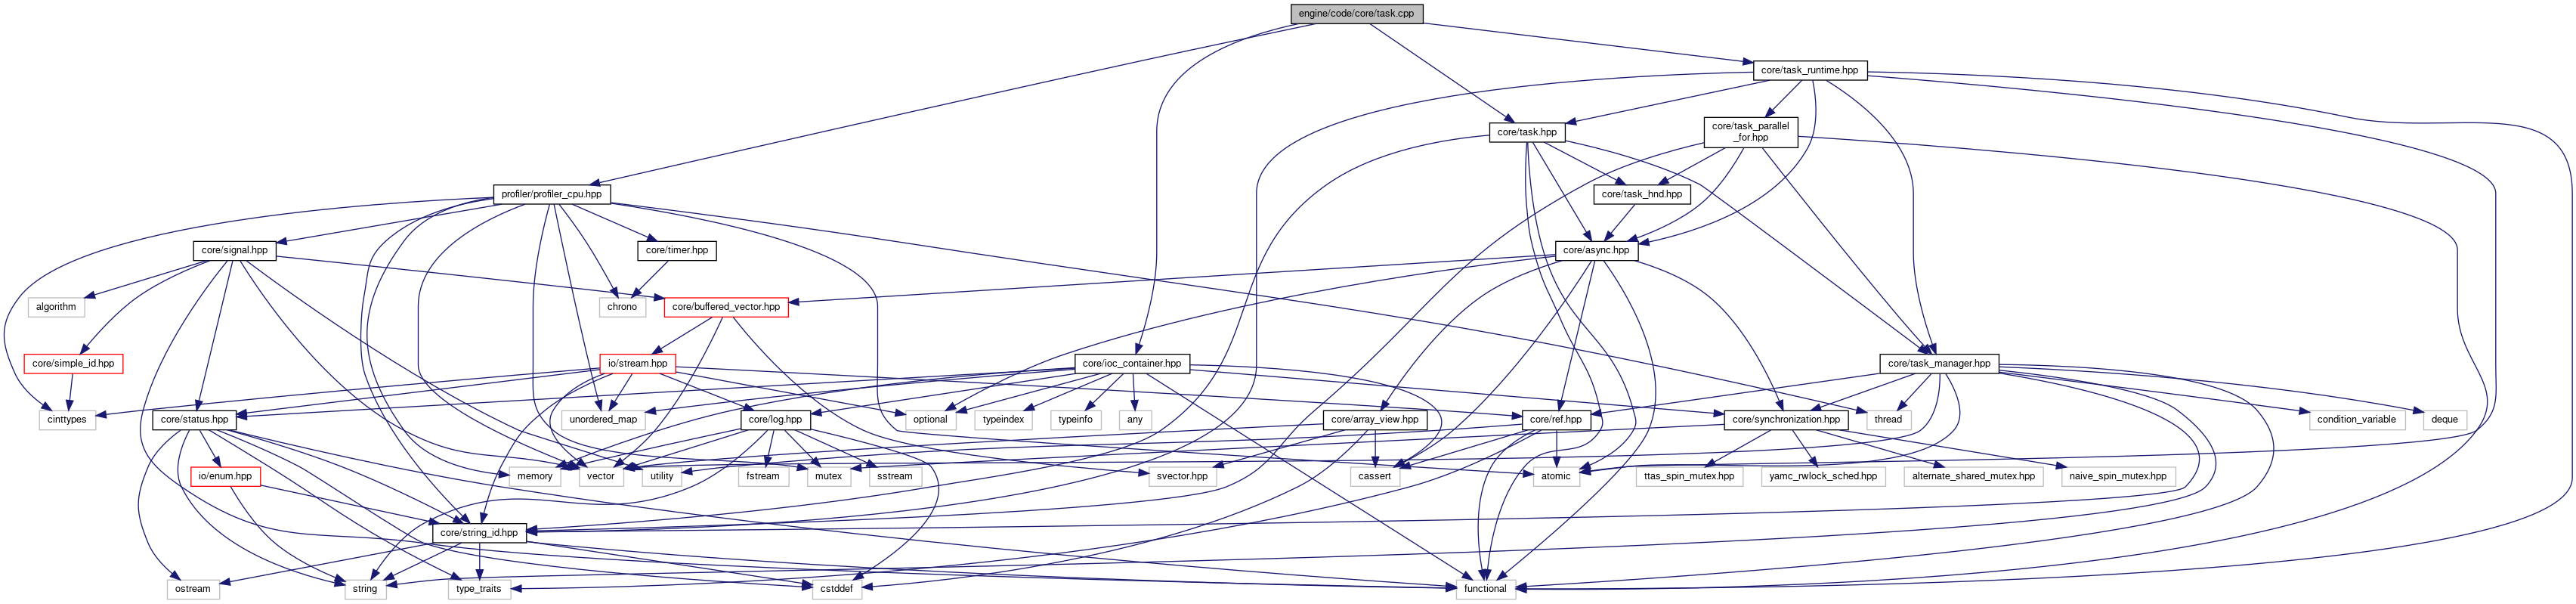 engine/code/core/task.cpp
core/task_runtime.hpp
core/task.hpp
core/task_parallel
_for.hpp
profiler/profiler_cpu.hpp
core/task_hnd.hpp
core/signal.hpp
core/timer.hpp
core/async.hpp
algorithm
chrono
core/buffered_vector.hpp
core/simple_id.hpp
io/stream.hpp
core/ioc_container.hpp
core/task_manager.hpp
cinttypes
core/status.hpp
unordered_map
core/log.hpp
optional
typeindex
typeinfo
any
core/array_view.hpp
core/ref.hpp
core/synchronization.hpp
thread
condition_variable
deque
io/enum.hpp
memory
vector
utility
fstream
mutex
sstream
svector.hpp
cassert
atomic
ttas_spin_mutex.hpp
yamc_rwlock_sched.hpp
alternate_shared_mutex.hpp
naive_spin_mutex.hpp
core/string_id.hpp
ostream
string
type_traits
cstddef
functional